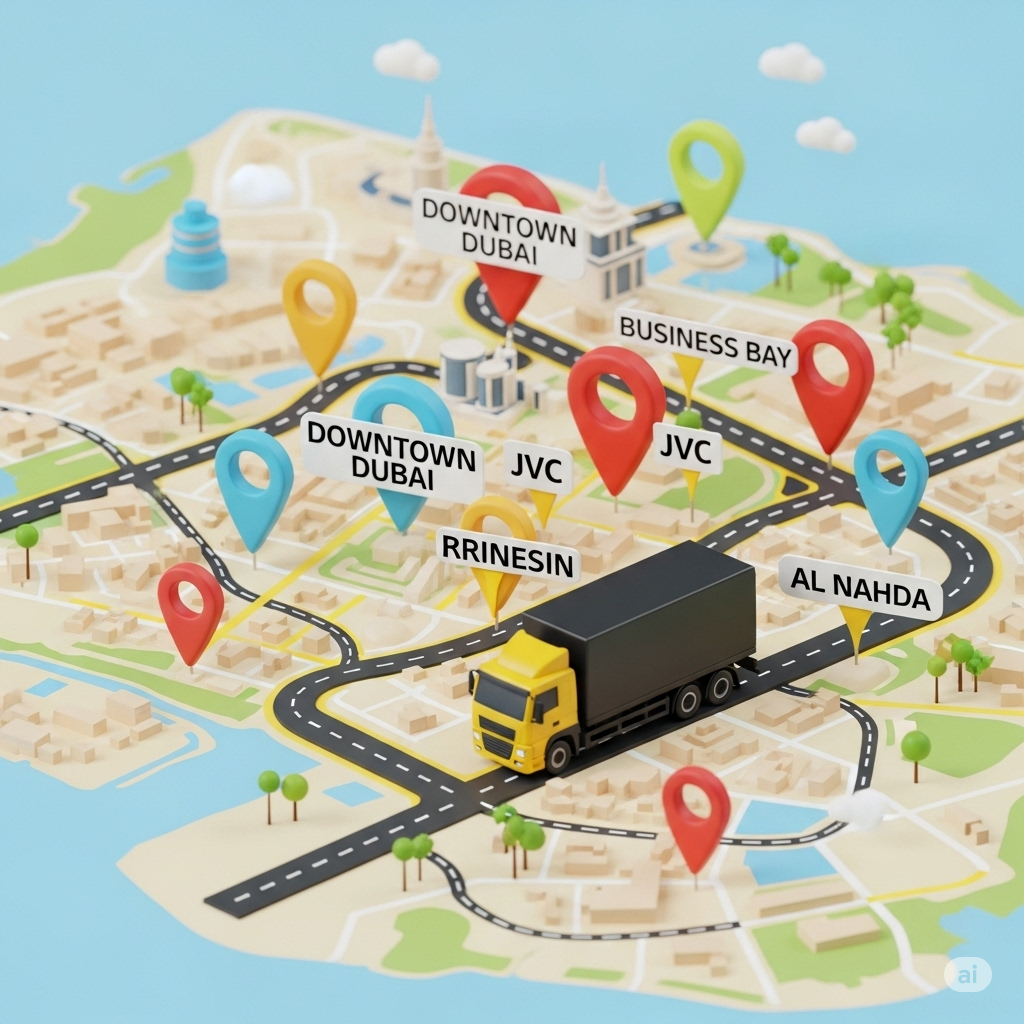 DOWNTOWN
DUBAI
BUSINESS BAY
DOWNTOWN
DUBAI
JVC
JVC
RRINESIN
AL NAHDA
ai